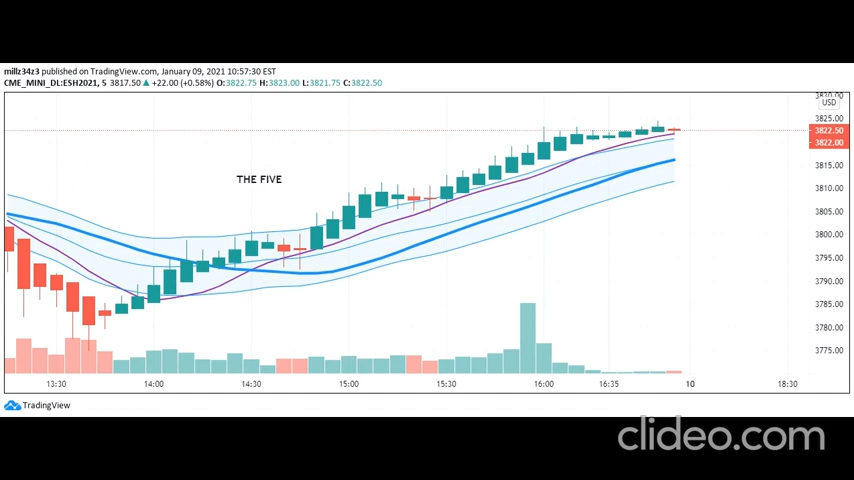 millz34z3 published on TradingView.com, January 09, 2021 10:57:30 EST
CME_MINI_DL:ESH2021, 5 3817.50 ▲ +22.00 (+0.58%) O:3822.75 H:3823.00 L:3821.75 C:3822.50
3830.00
USD
3825.00
3822.50
3822.00
3815.00
THE FIVE
3810.00
3805.00
3800.00
3795.00
3790.00
3785.00
3780.00
3775.00
13:30 14:00 14:30 15:00 15:30 16:00 16:35 10 18:30
TradingView
clideo.com